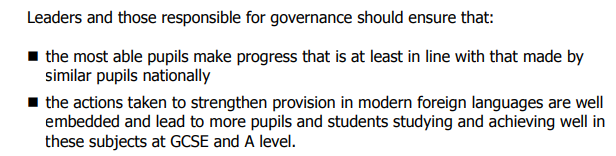 Leaders and those responsible for governance should ensure that:
■ the most able pupils make progress that is at least in line with that made by
similar pupils nationally
■ the actions taken to strengthen provision in modern foreign languages are well
embedded and lead to more pupils and students studying and achieving well in
these subjects at GCSE and A level.